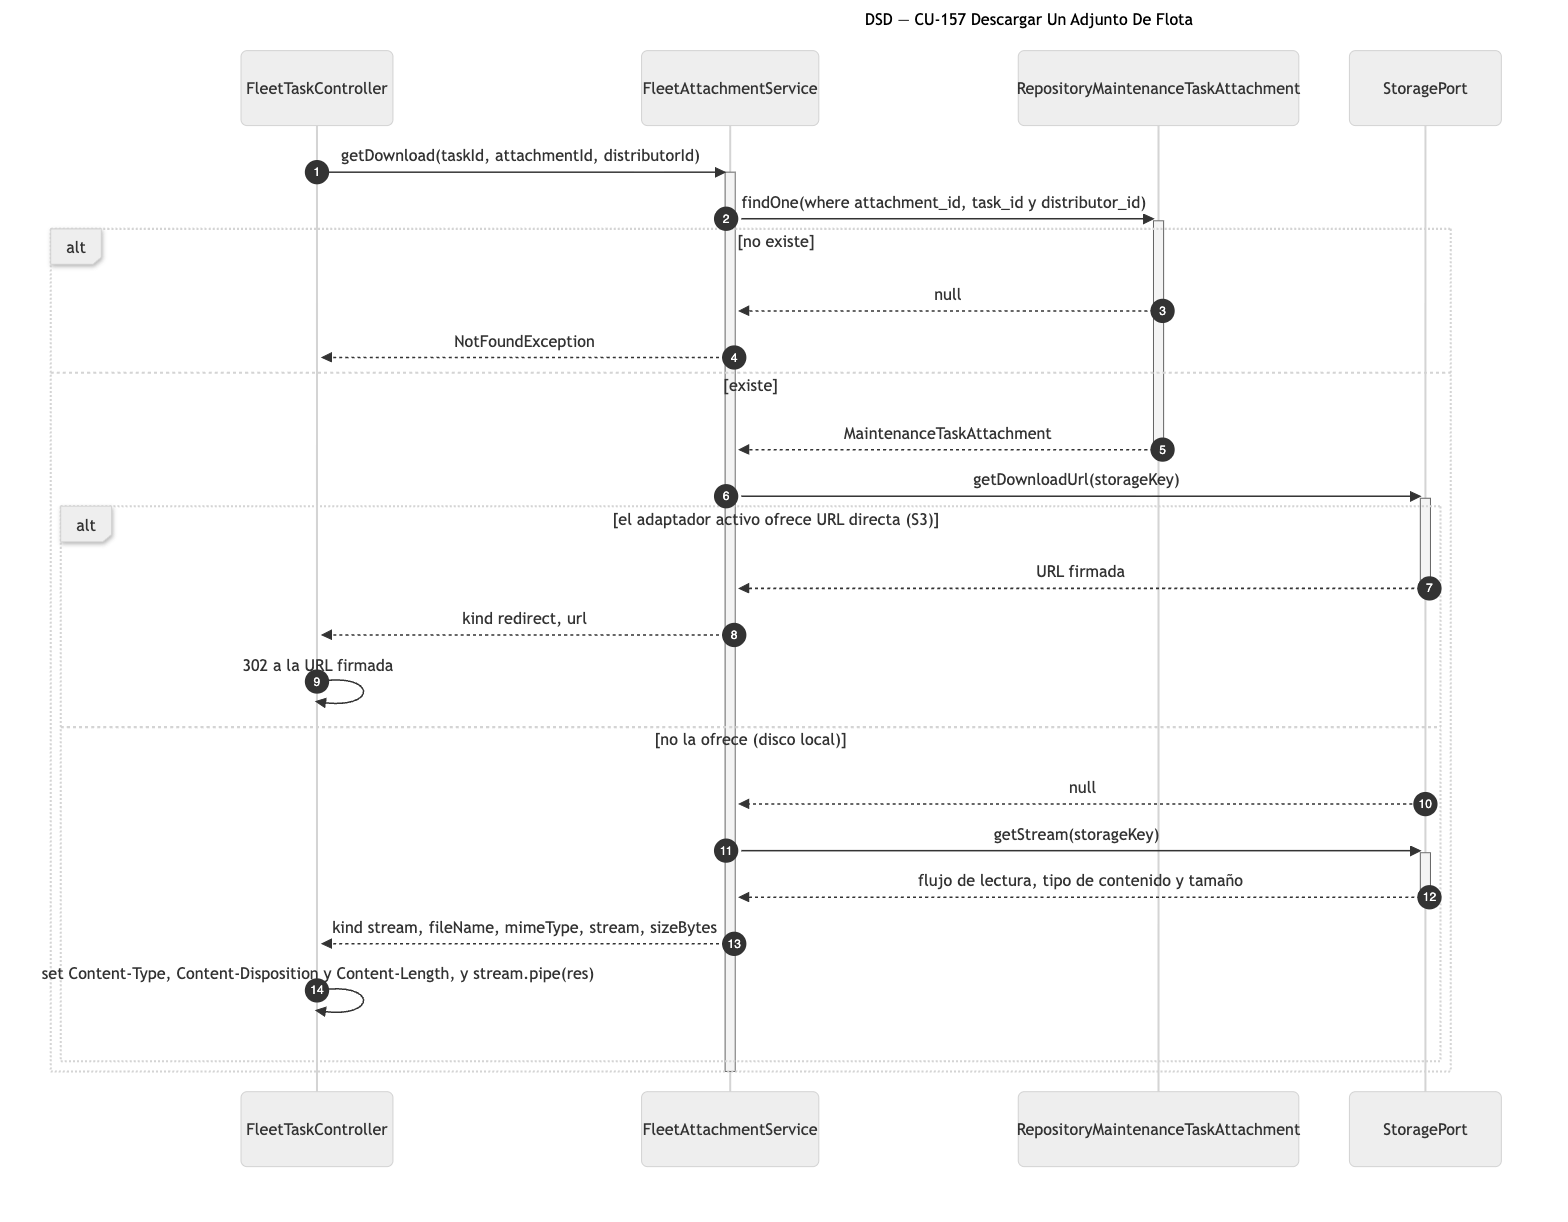 DSD — CU-157 Descargar Un Adjunto De Flota
FleetTaskController
FleetAttachmentService
RepositoryMaintenanceTaskAttachment
StoragePort
getDownload(taskId, attachmentId, distributorId)
1
findOne(where attachment_id, task_id y distributor_id)
2
alt
[no existe]
null
3
NotFoundException
4
[existe]
MaintenanceTaskAttachment
5
getDownloadUrl(storageKey)
6
alt
[el adaptador activo ofrece URL directa (S3)]
URL firmada
7
kind redirect, url
8
302 a la URL firmada
9
[no la ofrece (disco local)]
null
10
getStream(storageKey)
11
flujo de lectura, tipo de contenido y tamaño
12
kind stream, fileName, mimeType, stream, sizeBytes
13
set Content-Type, Content-Disposition y Content-Length, y stream.pipe(res)
14
FleetTaskController
FleetAttachmentService
RepositoryMaintenanceTaskAttachment
StoragePort